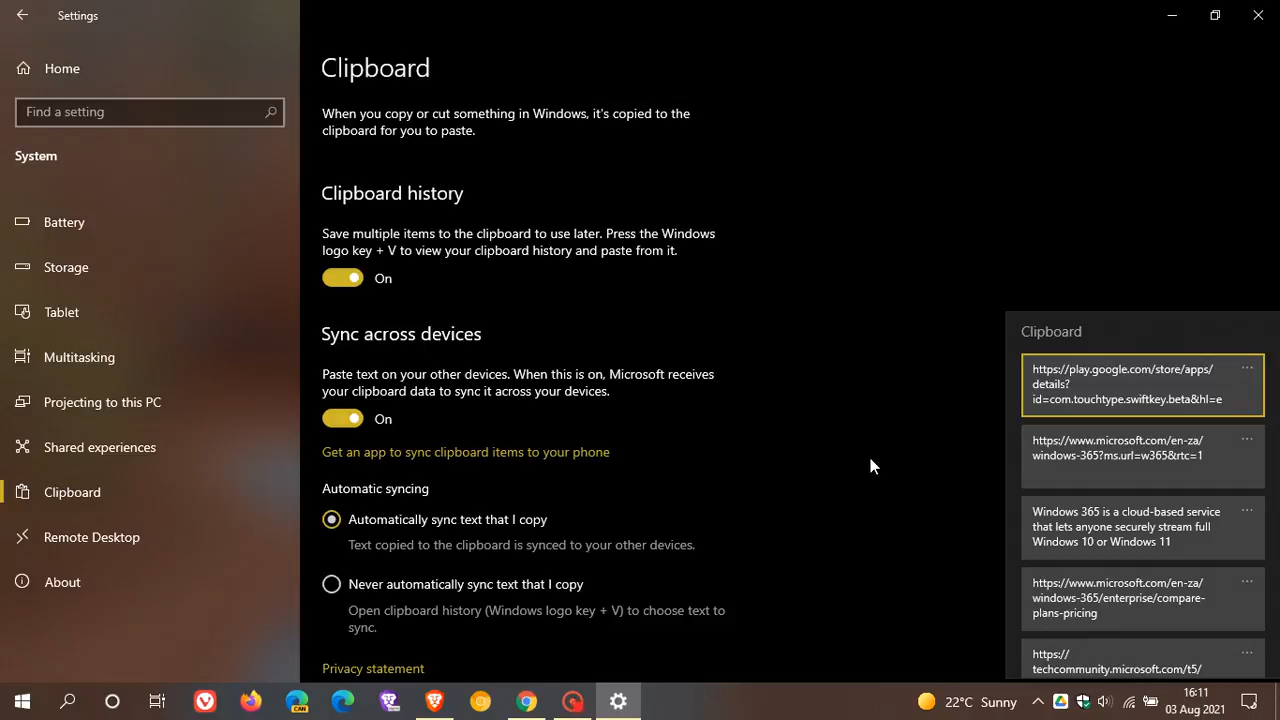 Settings
Home
Find a setting
System
Battery
Storage
Tablet
Multitasking
Projecting to this PC
Shared experiences
Clipboard
Remote Desktop
About
Clipboard
When you copy or cut something in Windows, it's copied to the
clipboard for you to paste.
Clipboard history
Save multiple items to the clipboard to use later. Press the Windows
logo key + V to view your clipboard history and paste from it.
On
Sync across devices
Paste text on your other devices. When this is on, Microsoft receives
your clipboard data to sync it across your devices.
On
Get an app to sync clipboard items to your phone
Automatic syncing
Automatically sync text that I copy
Text copied to the clipboard is synced to your other devices.
Never automatically sync text that I copy
Open clipboard history (Windows logo key + V) to choose text to
sync.
Privacy statement
Clipboard
https://play.google.com/store/apps/
details?
id=com.touchtype.swiftkey.beta&hl=e
https://www.microsoft.com/en-za/
windows-365?ms.url=w365&rtc=1
Windows 365 is a cloud-based service
that lets anyone securely stream full
Windows 10 or Windows 11
https://www.microsoft.com/en-za/
windows-365/enterprise/compare-
plans-pricing
https://
techcommunity.microsoft.com/t5/
CAN
22°C Sunny
16:11
03 Aug 2021